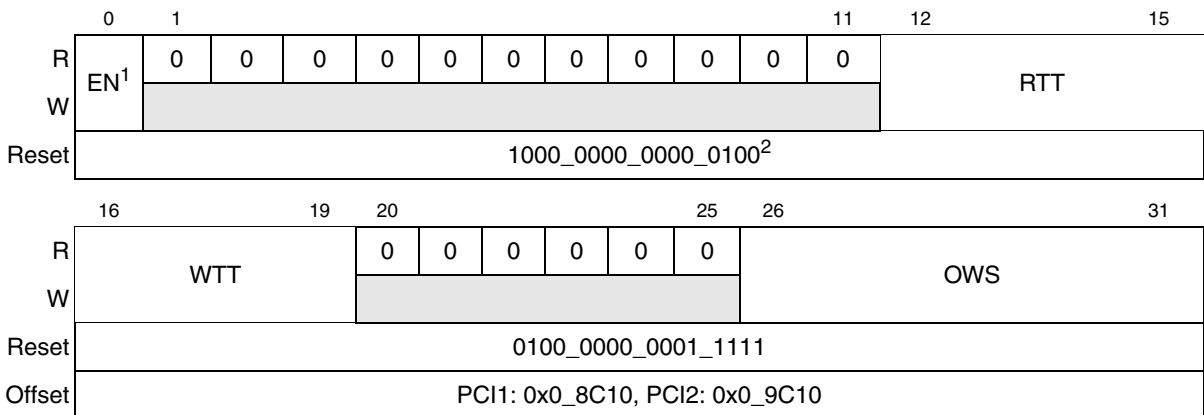 0 1 11 12 15
R EN1 0 0 0 0 0 0 0 0 0 0 0 RTT
W
Reset 1000_0000_0000_01002
16 19 20 25 26 31
R WTT 0 0 0 0 0 0 OWS
W
Reset 0100_0000_0001_1111
Offset PCI1: 0x0_8C10, PCI2: 0x0_9C10